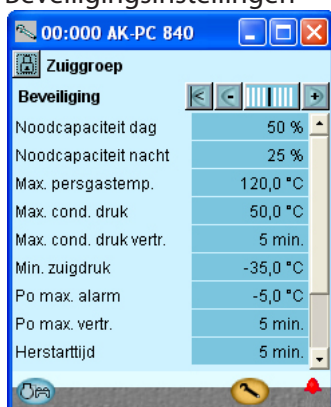 Beveiligingsinstellingen
00:000 AK-PC 840
Zuiggroep
Beveiliging
Noodcapaciteit dag 50 %
Noodcapaciteit nacht 25 %
Max. persgastemp. 120,0 °C
Max. cond. druk 50,0 °C
Max. cond. druk vertr. 5 min.
Min. zuigdruk -35,0 °C
Po max. alarm -5,0 °C
Po max. vertr. 5 min.
Herstarttijd 5 min.